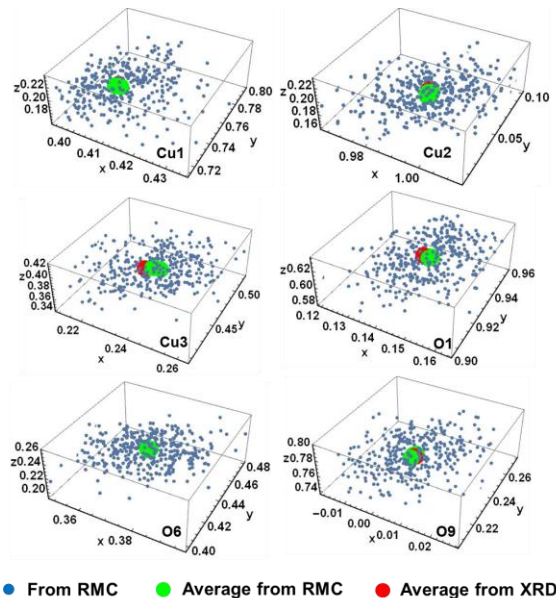 z 0.22
0.20
0.18
0.40
0.41
0.42
0.43
x
0.72
0.74
0.76
0.78
0.80
y
Cu1
z 0.22
0.20
0.18
0.16
0.98
1.00
x
0.05
0.10
y
Cu2
0.42
z 0.40
0.38
0.36
0.34
0.22
0.24
0.26
x
0.45
0.50
y
Cu3
z 0.62
0.60
0.58
0.12
0.13
0.14
0.15
0.16
x
0.90
0.92
0.94
0.96
y
O1
0.26
z 0.24
0.22
0.20
0.36
0.38
x
0.40
0.42
0.44
0.46
0.48
y
O6
0.80
z 0.78
0.76
0.74
−0.01
0.00
0.01
0.02
x
0.22
0.24
0.26
y
O9
From RMC Average from RMC Average from XRD